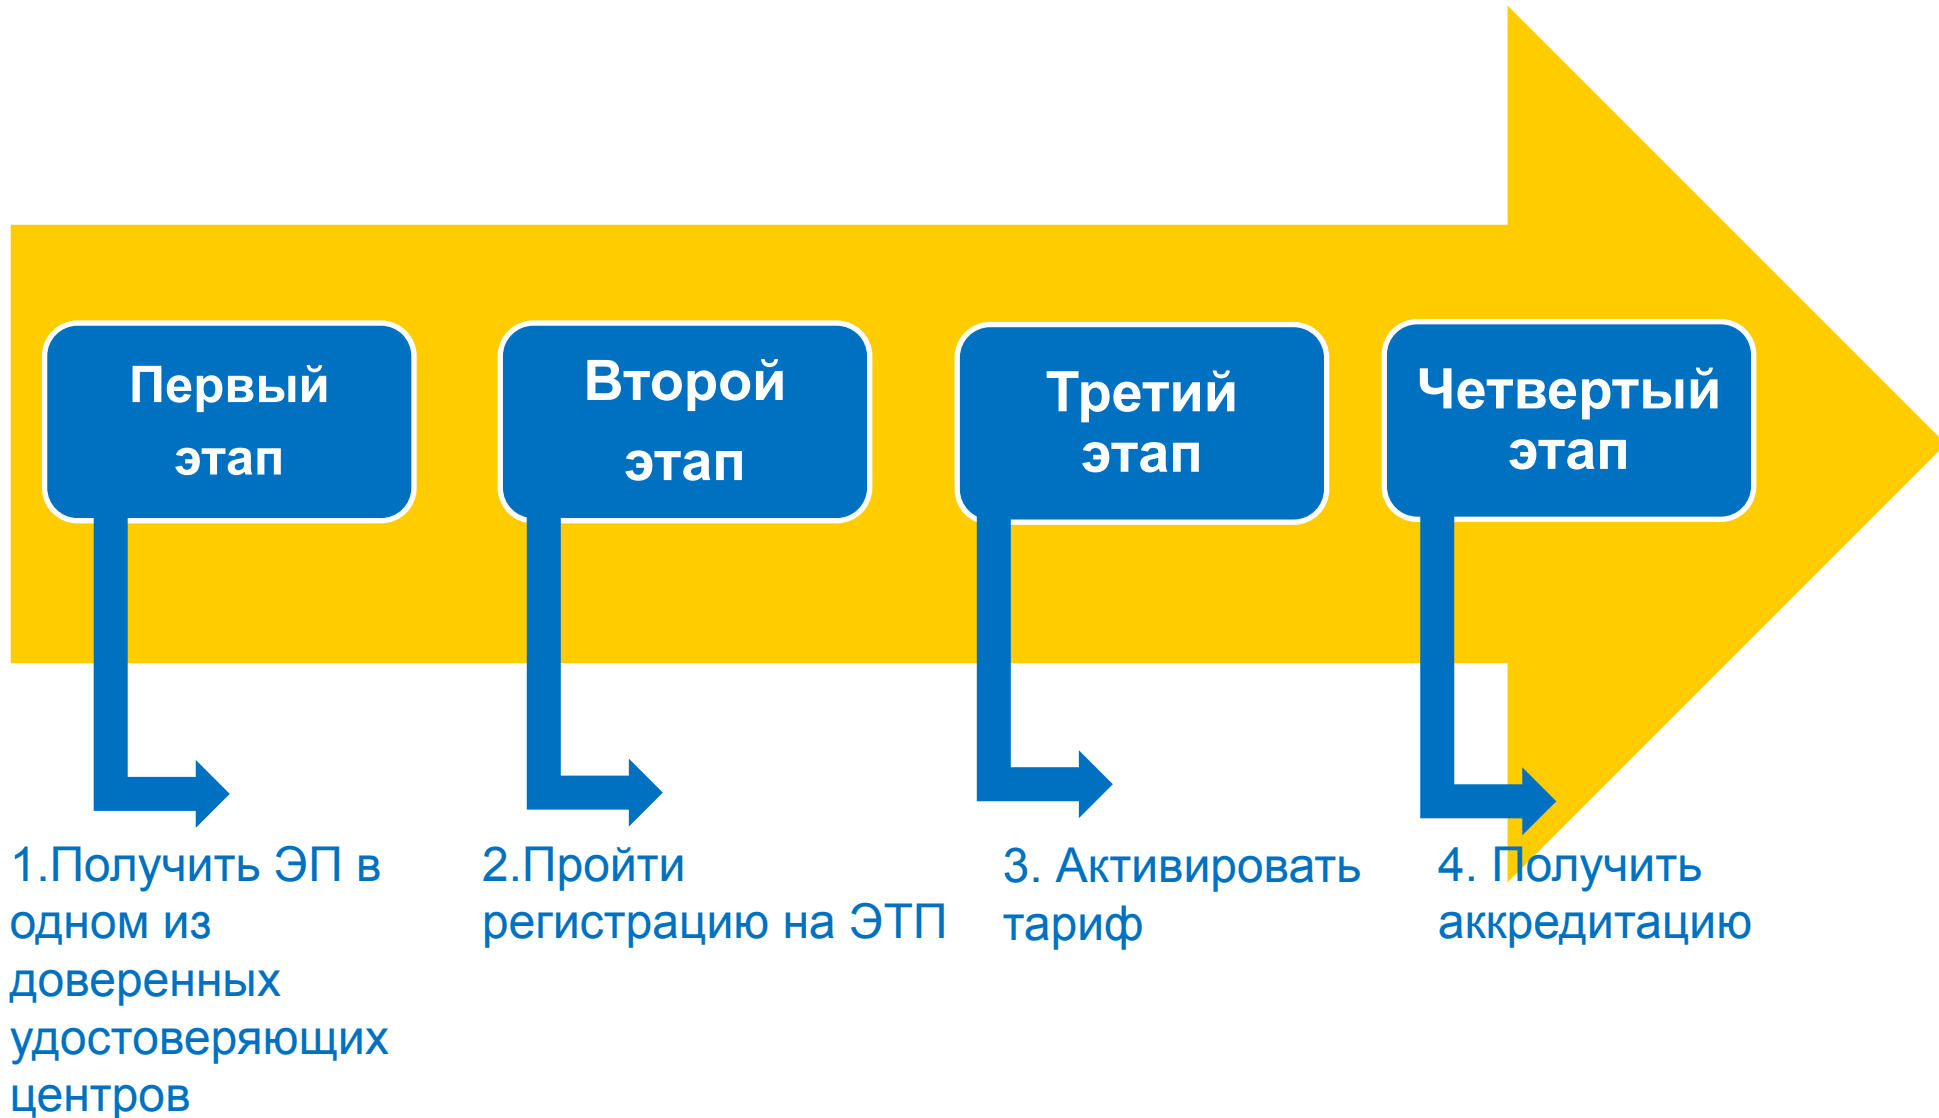 Первый
этап
Второй
этап
Третий
этап
Четвертый
этап
1.Получить ЭП в
одном из
доверенных
удостоверяющих
центров
2.Пройти
регистрацию на ЭТП
3. Активировать
тариф
4. Получить
аккредитацию